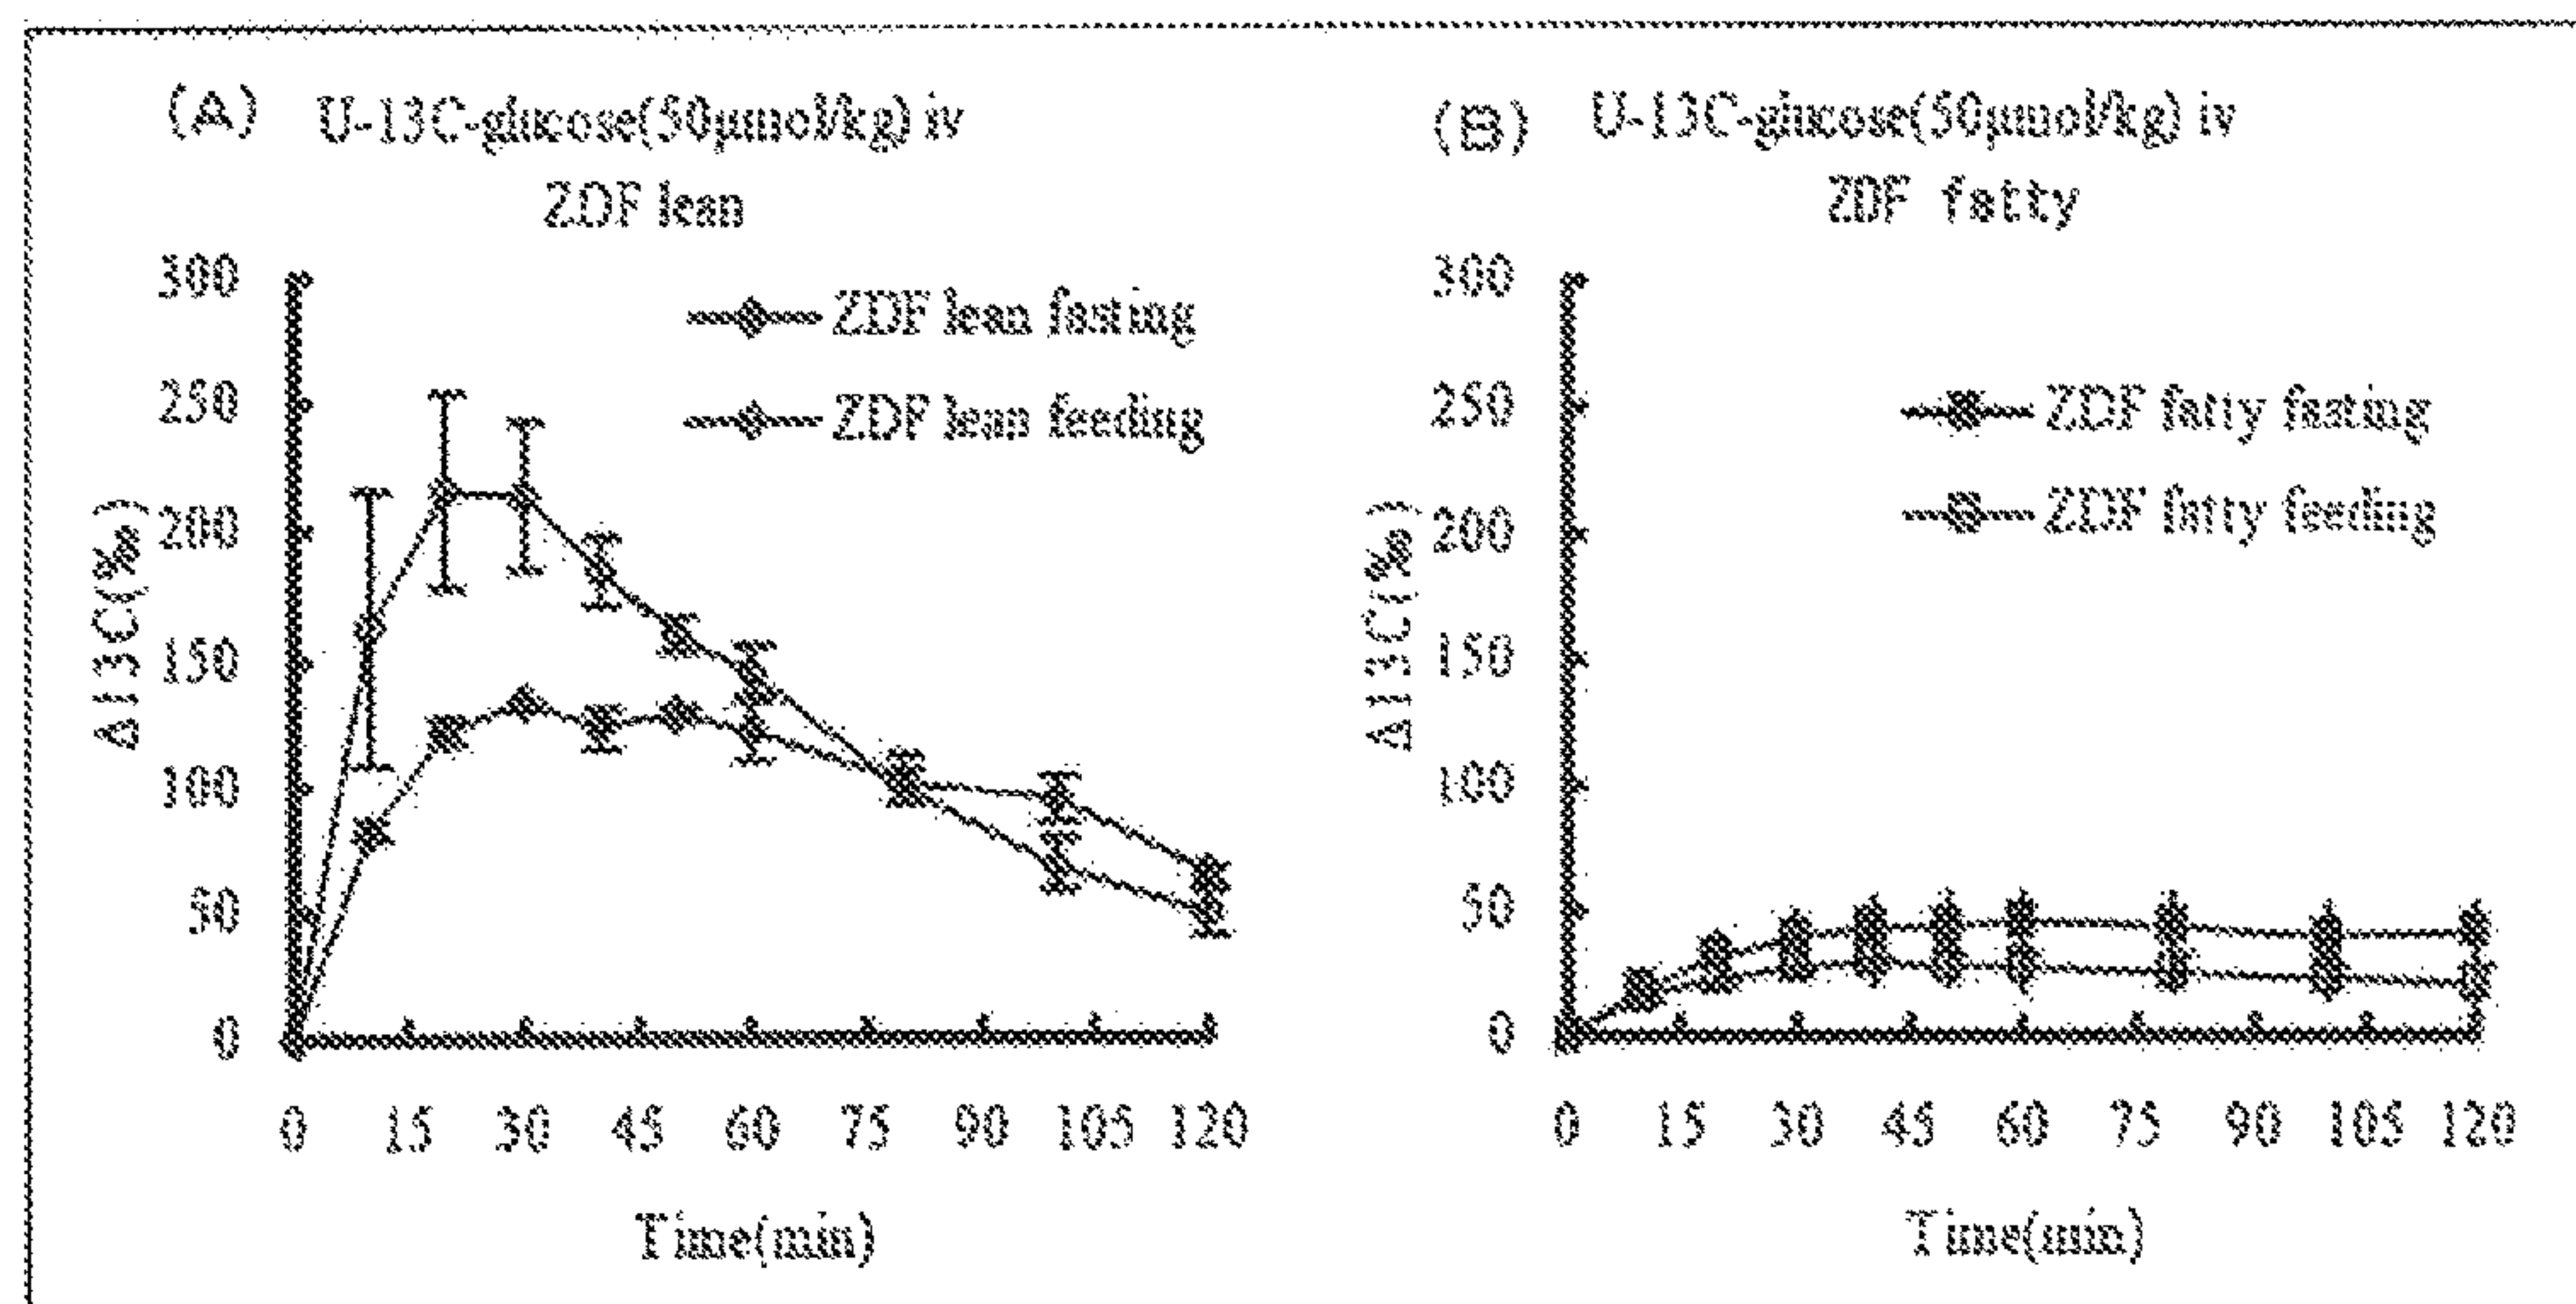 (A) U-13C-glucose(50µmol/kg) iv
ZDF lean
300
250
200
150
100
50
0
Δ13C(‰)
ZDF lean fasting
ZDF lean feeding
0 15 30 45 60 75 90 105 120
Time(min)
(B) U-13C-glucose(50µmol/kg) iv
ZDF fatty
300
250
200
150
100
50
0
Δ13C(‰)
ZDF fatty fasting
ZDF fatty feeding
0 15 30 45 60 75 90 105 120
Time(min)